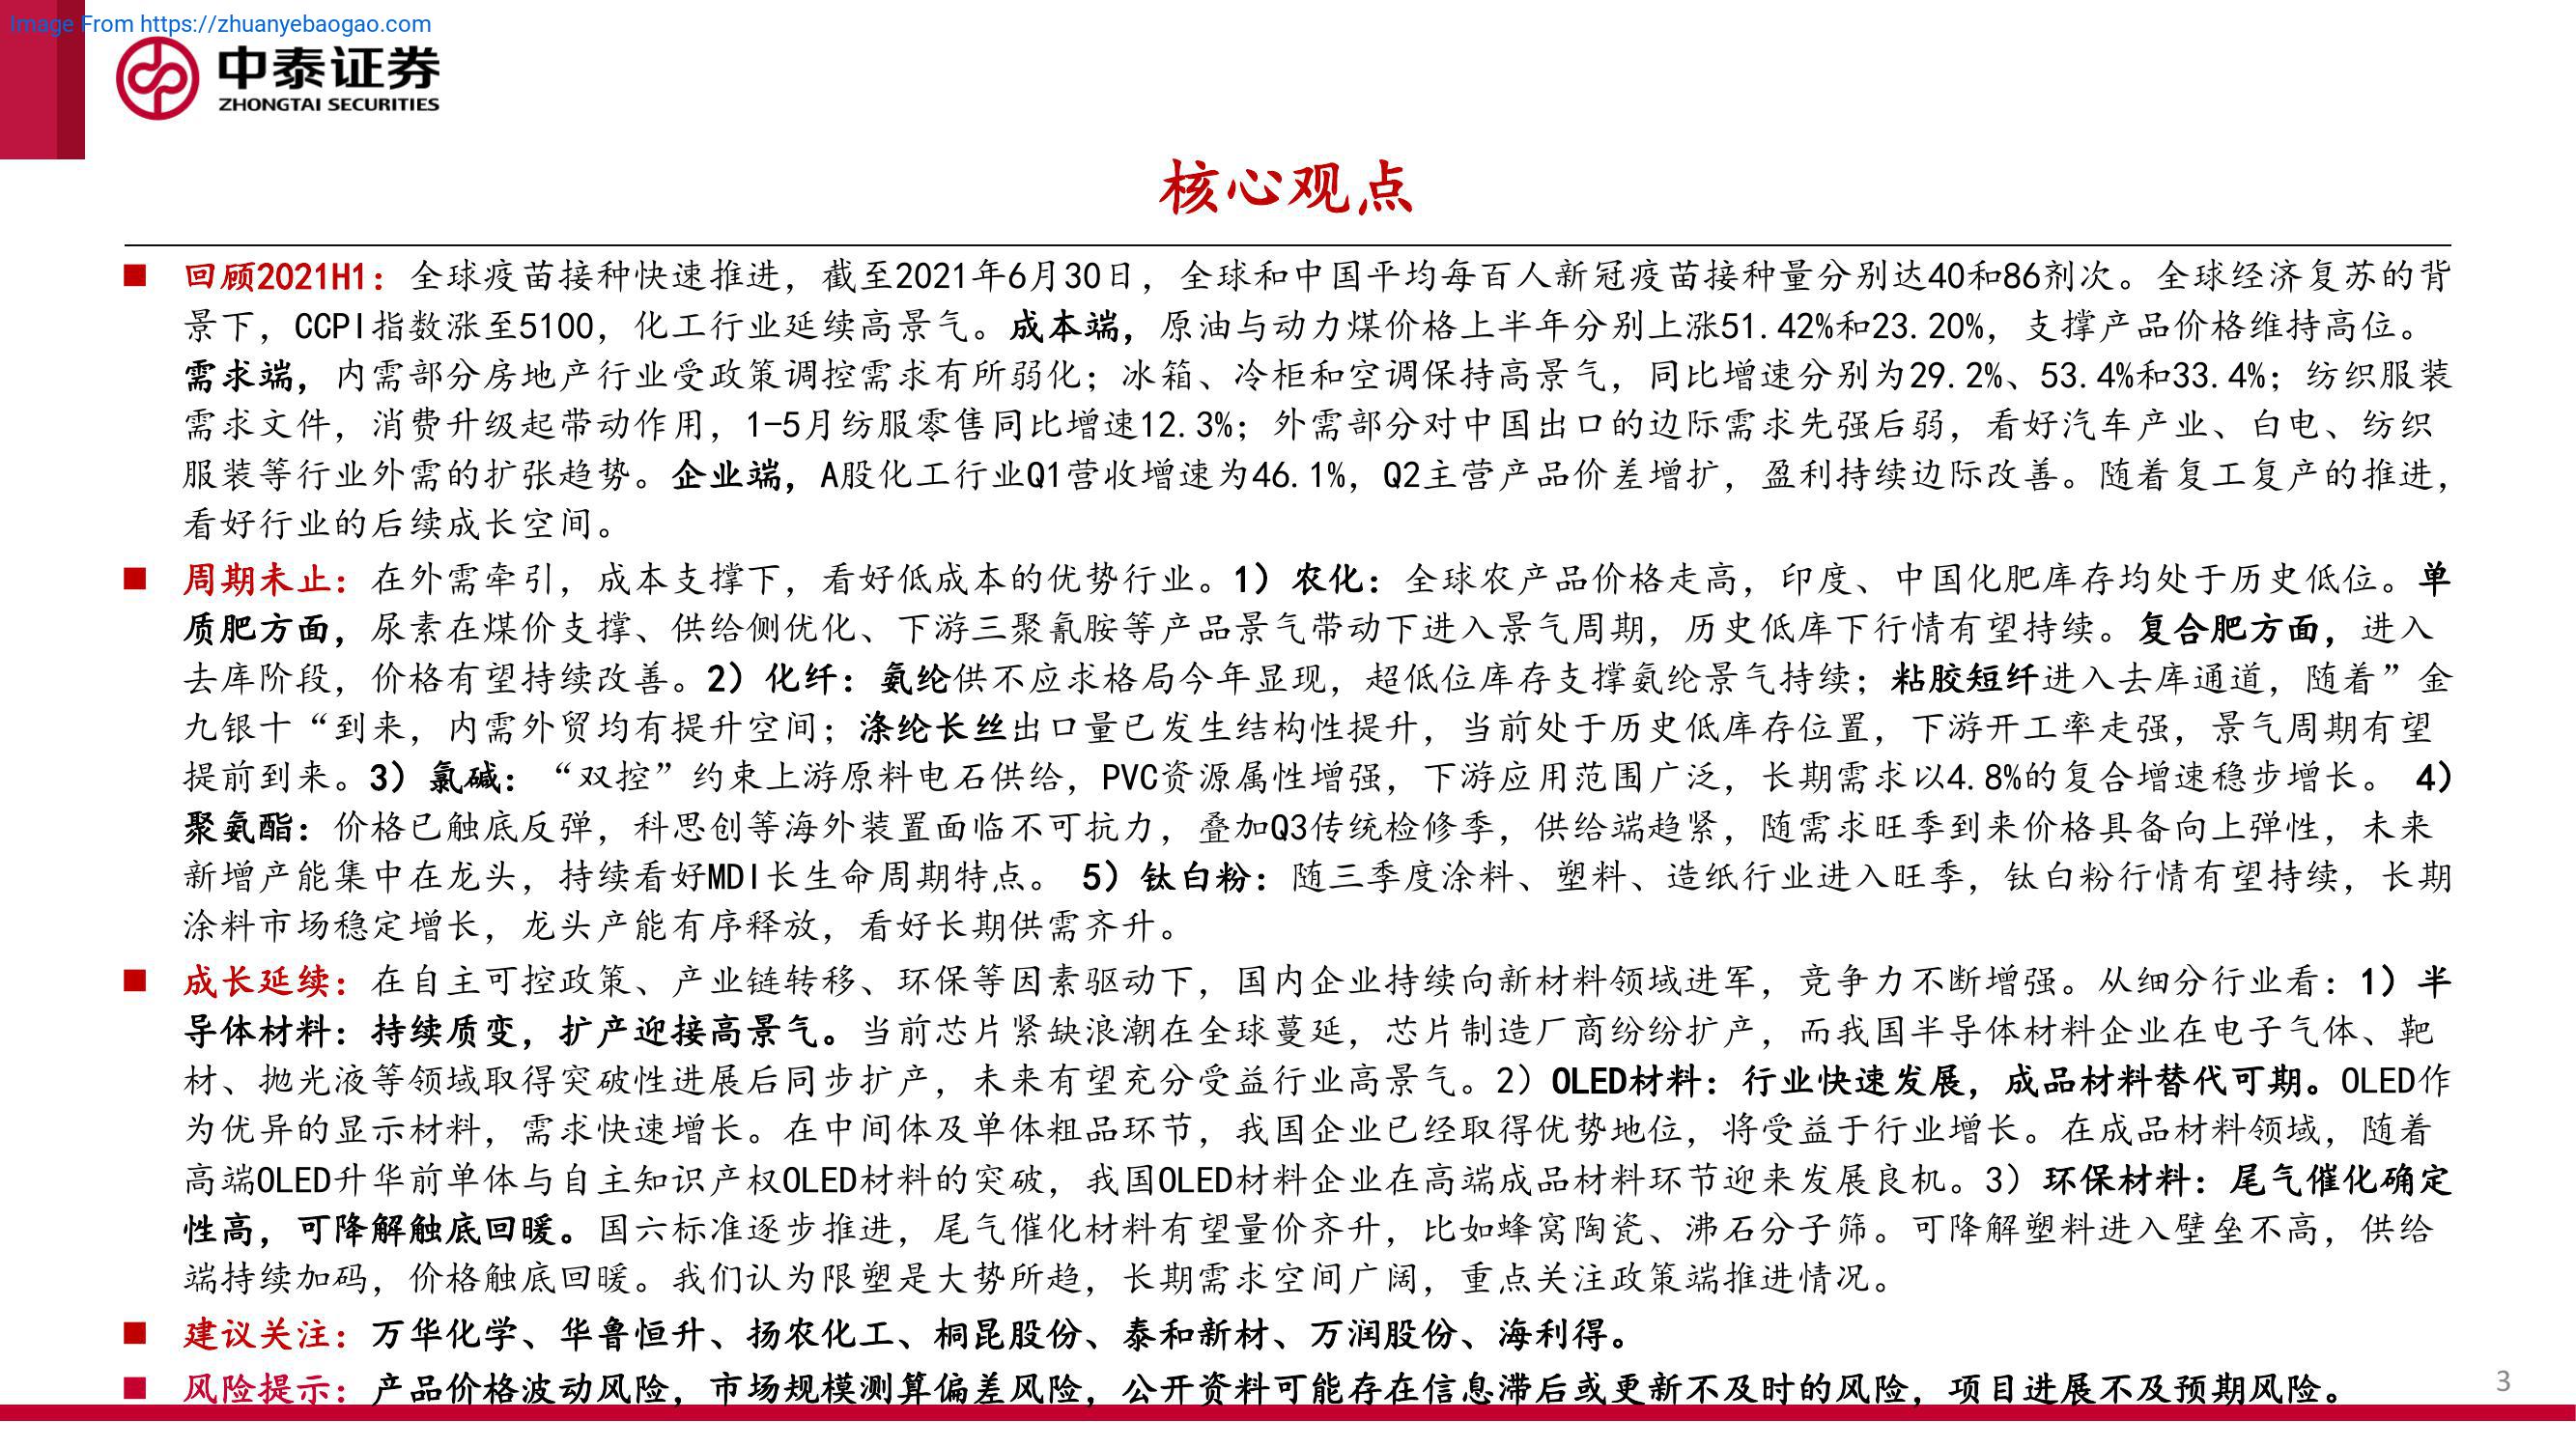 Image From https://zhuanyebaogao.com
中泰证券
ZHONGTAI SECURITIES
核心观点
■ 回顾2021H1：全球疫苗接种快速推进，截至2021年6月30日，全球和中国平均每百人新冠疫苗接种量分别达40和86剂次。全球经济复苏的背
景下，CCPI指数涨至5100，化工行业延续高景气。成本端，原油与动力煤价格上半年分别上涨51.42%和23.20%，支撑产品价格维持高位。
需求端，内需部分房地产行业受政策调控需求有所弱化；冰箱、冷柜和空调保持高景气，同比增速分别为29.2%、53.4%和33.4%；纺织服装
需求文件，消费升级起带动作用，1-5月纺服零售同比增速12.3%；外需部分对中国出口的边际需求先强后弱，看好汽车产业、白电、纺织
服装等行业外需的扩张趋势。企业端，A股化工行业Q1营收增速为46.1%，Q2主营产品价差增扩，盈利持续边际改善。随着复工复产的推进，
看好行业的后续成长空间。
■ 周期未止：在外需牵引，成本支撑下，看好低成本的优势行业。1）农化：全球农产品价格走高，印度、中国化肥库存均处于历史低位。单
质肥方面，尿素在煤价支撑、供给侧优化、下游三聚氰胺等产品景气带动下进入景气周期，历史低库下行情有望持续。复合肥方面，进入
去库阶段，价格有望持续改善。2）化纤：氨纶供不应求格局今年显现，超低位库存支撑氨纶景气持续；粘胶短纤进入去库通道，随着”金
九银十“到来，内需外贸均有提升空间；涤纶长丝出口量已发生结构性提升，当前处于历史低库存位置，下游开工率走强，景气周期有望
提前到来。3）氯碱：“双控”约束上游原料电石供给，PVC资源属性增强，下游应用范围广泛，长期需求以4.8%的复合增速稳步增长。 4）
聚氨酯：价格已触底反弹，科思创等海外装置面临不可抗力，叠加Q3传统检修季，供给端趋紧，随需求旺季到来价格具备向上弹性，未来
新增产能集中在龙头，持续看好MDI长生命周期特点。 5）钛白粉：随三季度涂料、塑料、造纸行业进入旺季，钛白粉行情有望持续，长期
涂料市场稳定增长，龙头产能有序释放，看好长期供需齐升。
■ 成长延续：在自主可控政策、产业链转移、环保等因素驱动下，国内企业持续向新材料领域进军，竞争力不断增强。从细分行业看：1）半
导体材料：持续质变，扩产迎接高景气。当前芯片紧缺浪潮在全球蔓延，芯片制造厂商纷纷扩产，而我国半导体材料企业在电子气体、靶
材、抛光液等领域取得突破性进展后同步扩产，未来有望充分受益行业高景气。2）OLED材料：行业快速发展，成品材料替代可期。OLED作
为优异的显示材料，需求快速增长。在中间体及单体粗品环节，我国企业已经取得优势地位，将受益于行业增长。在成品材料领域，随着
高端OLED升华前单体与自主知识产权OLED材料的突破，我国OLED材料企业在高端成品材料环节迎来发展良机。3）环保材料：尾气催化确定
性高，可降解触底回暖。国六标准逐步推进，尾气催化材料有望量价齐升，比如蜂窝陶瓷、沸石分子筛。可降解塑料进入壁垒不高，供给
端持续加码，价格触底回暖。我们认为限塑是大势所趋，长期需求空间广阔，重点关注政策端推进情况。
■ 建议关注：万华化学、华鲁恒升、扬农化工、桐昆股份、泰和新材、万润股份、海利得。
■ 风险提示：产品价格波动风险，市场规模测算偏差风险，公开资料可能存在信息滞后或更新不及时的风险，项目进展不及预期风险。
3